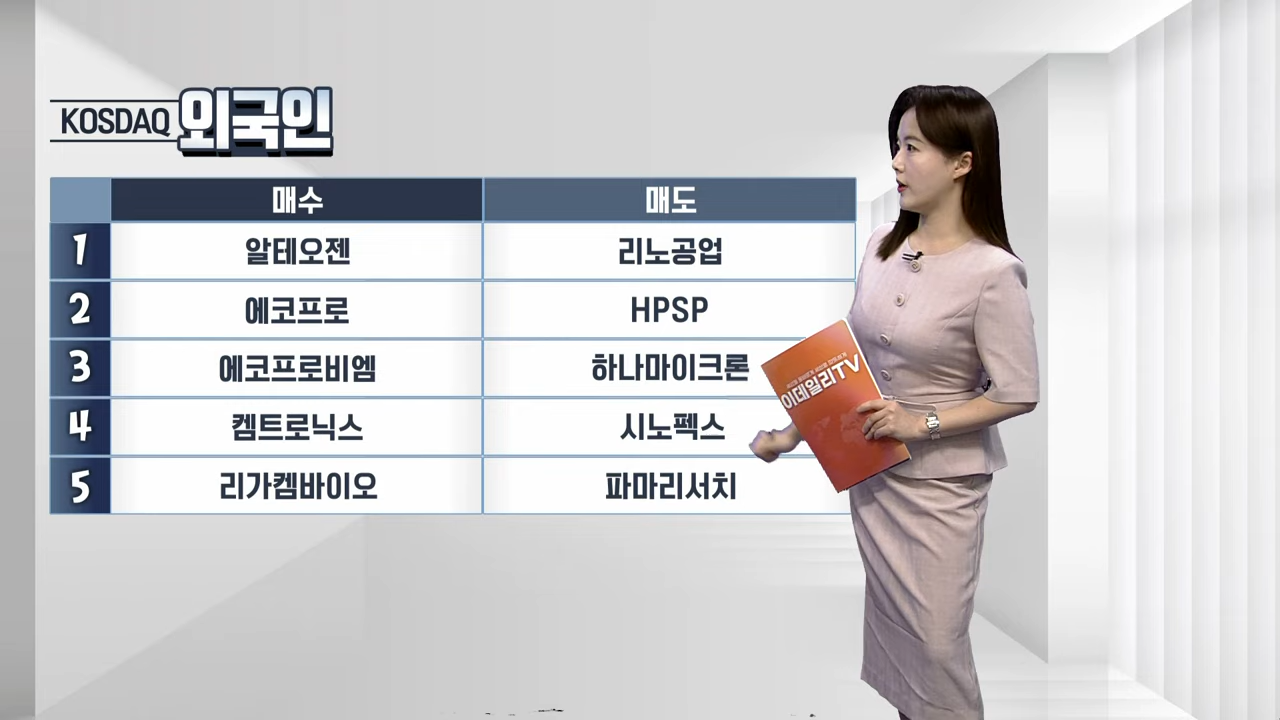 KOSDAQ 외국인
매수 매도
1 알테오젠 리노공업
2 에코프로 HPSP
3 에코프로비엠 하나마이크론
4 켐트로닉스 시노펙스
5 리가켐바이오 파마리서치
이데일리TV